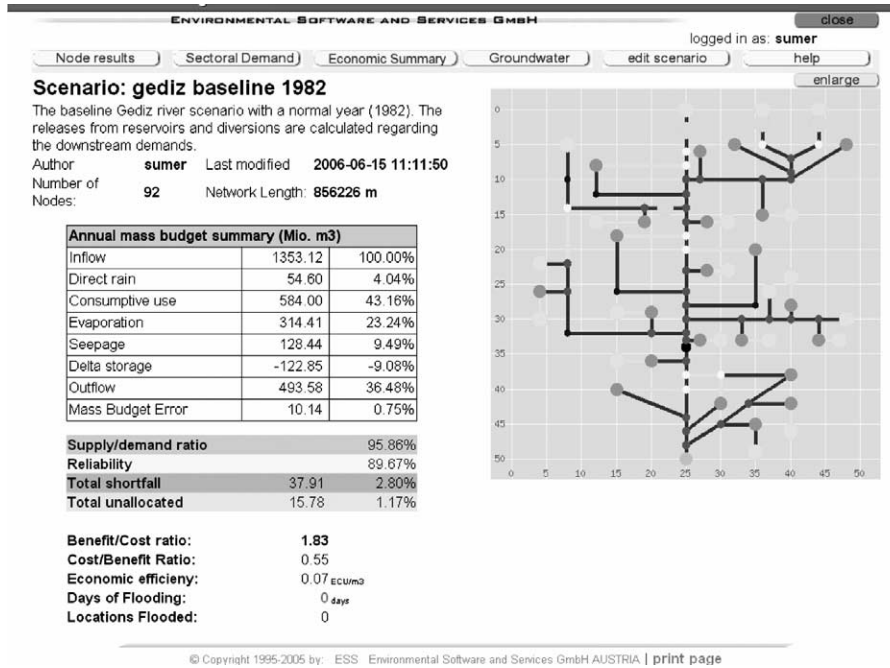 ENVIRONMENTAL SOFTWARE AND SERVICES GMBH
close
logged in as: sumer
Node results
Sectoral Demand
Economic Summary
Groundwater
edit scenario
help
enlarge
Scenario: gediz baseline 1982
The baseline Gediz river scenario with a normal year (1982). The
releases from reservoirs and diversions are calculated regarding
the downstream demands.
Author sumer Last modified 2006-06-15 11:11:50
Number of
Nodes: 92 Network Length: 856226 m
Annual mass budget summary (Mio. m3)
Inflow 1353.12 100.00%
Direct rain 54.60 4.04%
Consumptive use 584.00 43.16%
Evaporation 314.41 23.24%
Seepage 128.44 9.49%
Delta storage -122.85 -9.08%
Outflow 493.58 36.48%
Mass Budget Error 10.14 0.75%
Supply/demand ratio 95.86%
Reliability 89.67%
Total shortfall 37.91 2.80%
Total unallocated 15.78 1.17%
Benefit/Cost ratio: 1.83
Cost/Benefit Ratio: 0.55
Economic efficieny: 0.07 ECU/m3
Days of Flooding: 0 days
Locations Flooded: 0
0
5
10
15
20
25
30
35
40
45
50
0 5 10 15 20 25 30 35 40 45 50
© Copyright 1995-2005 by: ESS Environmental Software and Services GmbH AUSTRIA | print page